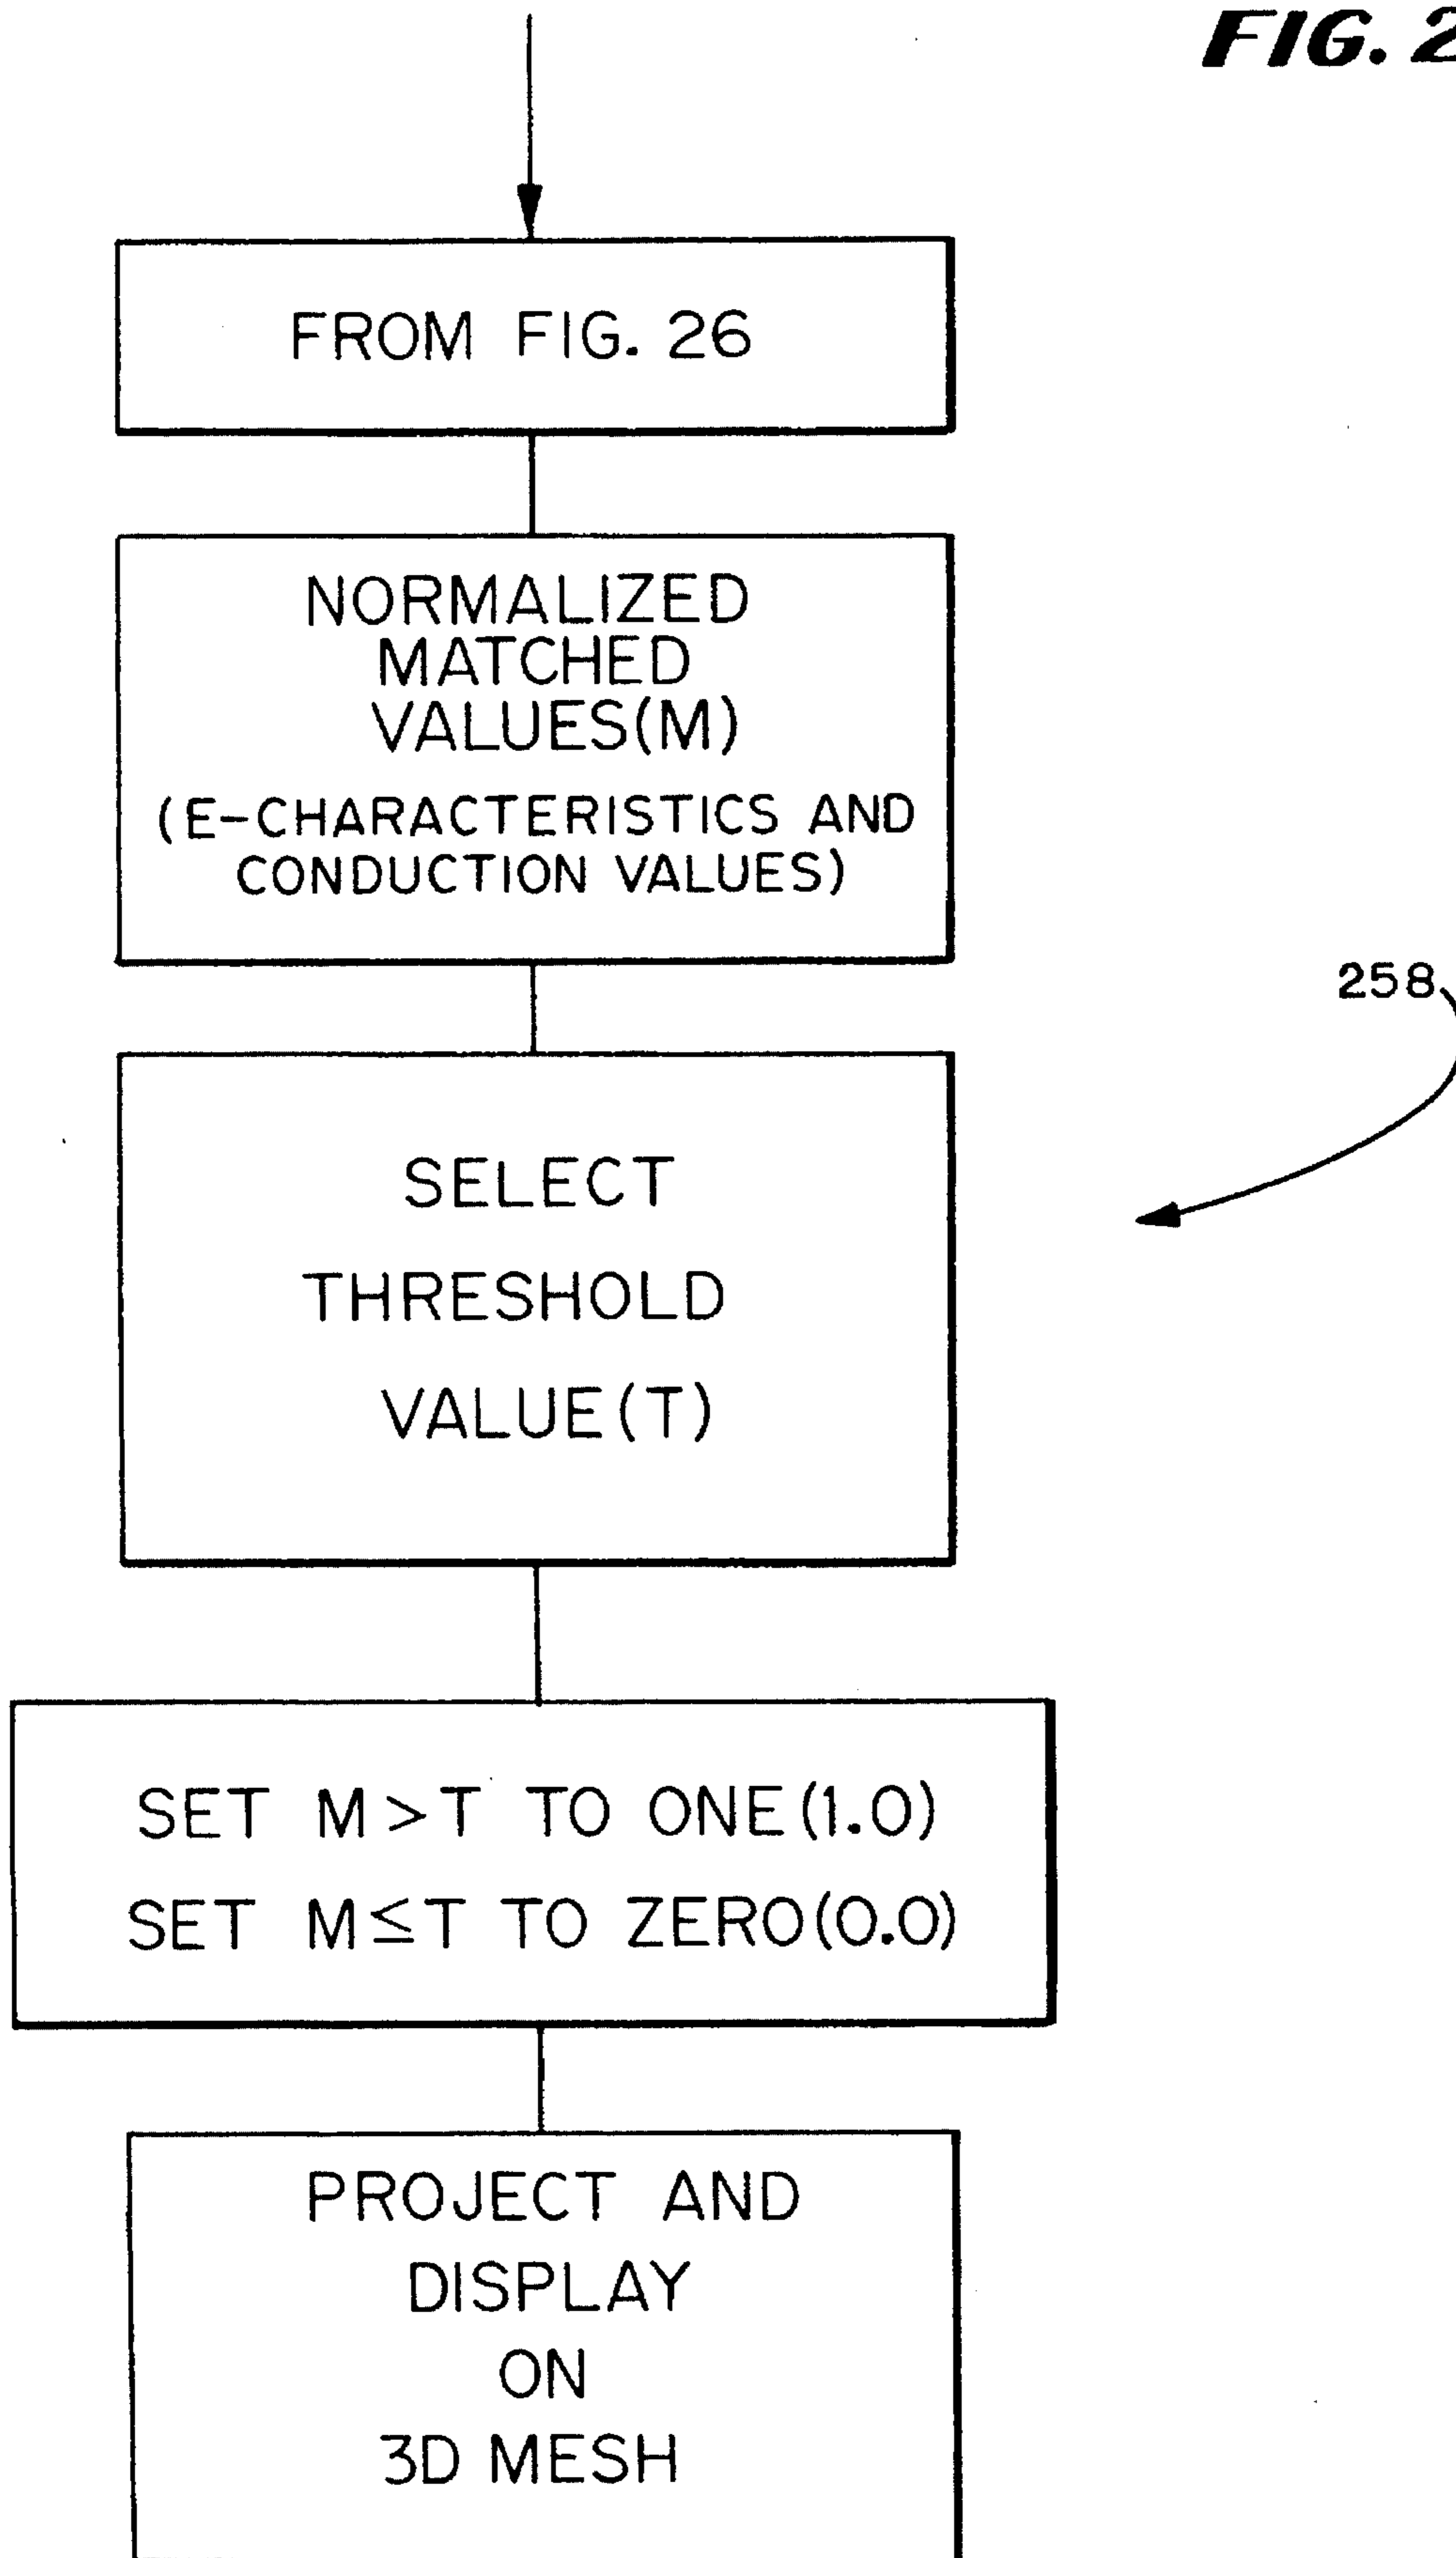 FIG. 2
FROM FIG. 26
NORMALIZED
MATCHED
VALUES(M)
(E-CHARACTERISTICS AND
CONDUCTION VALUES)
258
SELECT
THRESHOLD
VALUE(T)
SET M>T TO ONE(1.0)
SET M≤T TO ZERO(0.0)
PROJECT AND
DISPLAY
ON
3D MESH